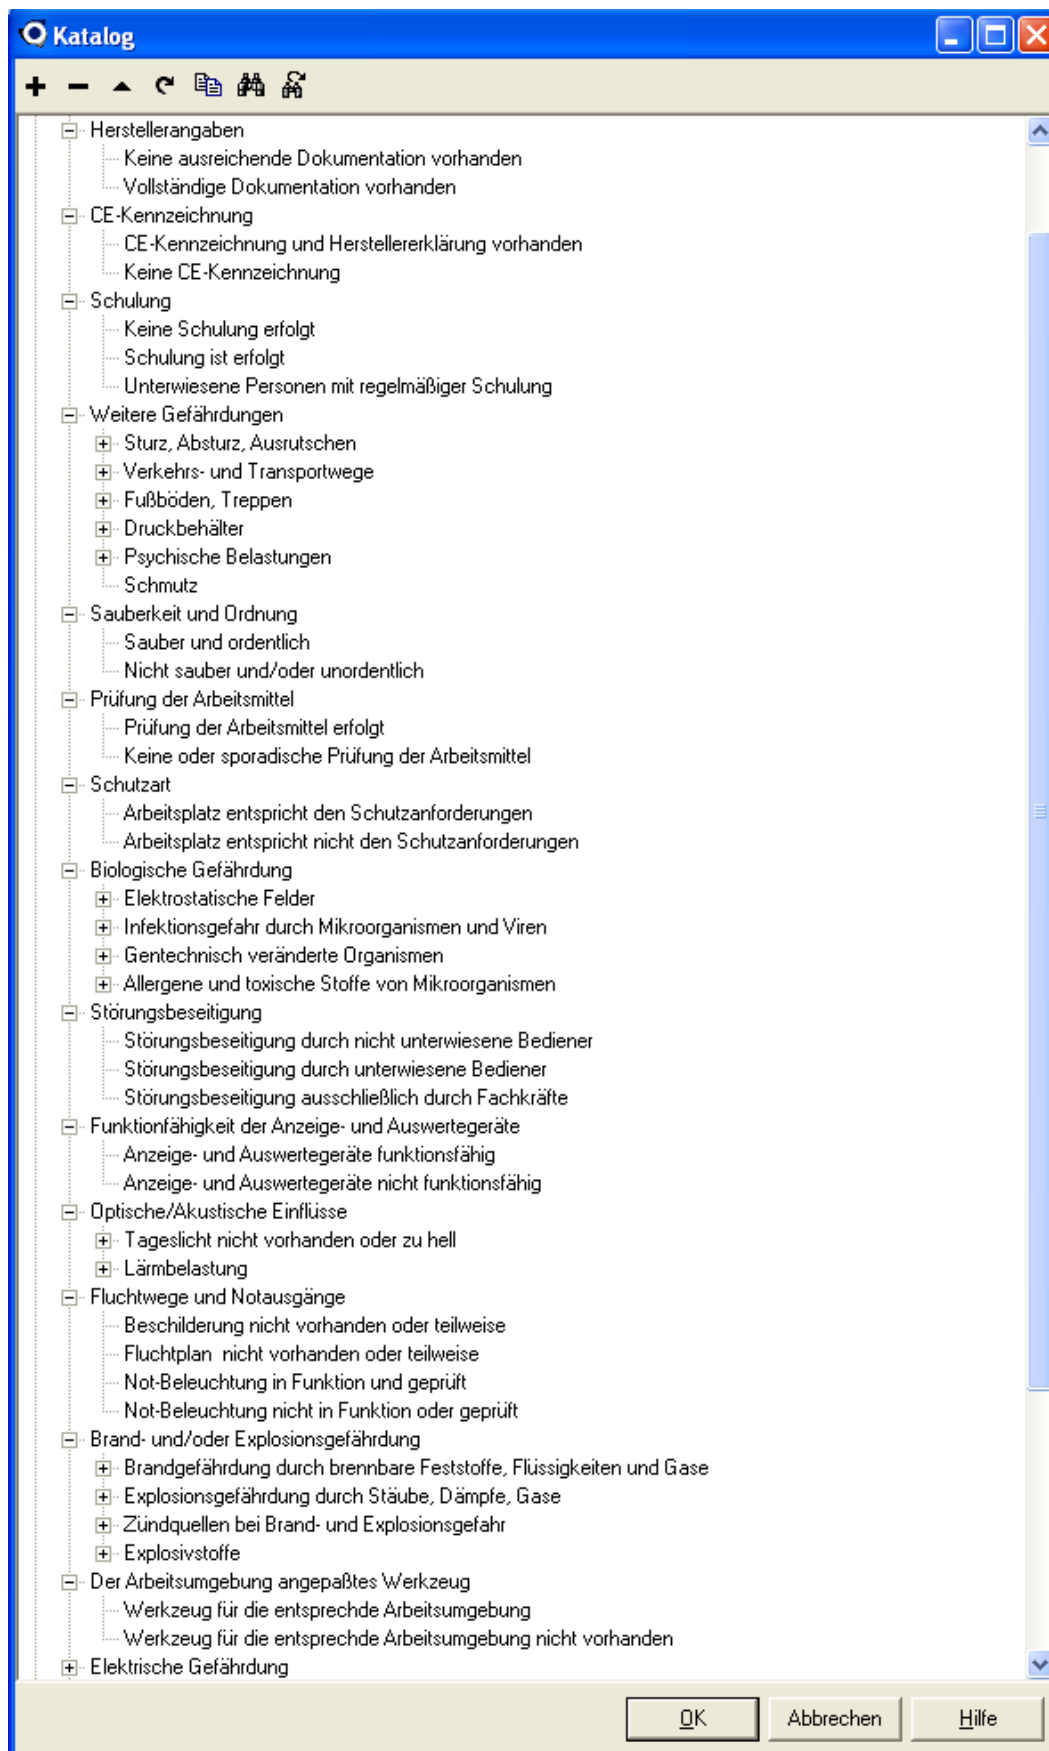 Katalog
Herstellerangaben
Keine ausreichende Dokumentation vorhanden
Vollständige Dokumentation vorhanden
CE-Kennzeichnung
CE-Kennzeichnung und Herstellererklärung vorhanden
Keine CE-Kennzeichnung
Schulung
Keine Schulung erfolgt
Schulung ist erfolgt
Unterwiesene Personen mit regelmäßiger Schulung
Weitere Gefährdungen
Sturz, Absturz, Ausrutschen
Verkehrs- und Transportwege
Fußböden, Treppen
Druckbehälter
Psychische Belastungen
Schmutz
Sauberkeit und Ordnung
Sauber und ordentlich
Nicht sauber und/oder unordentlich
Prüfung der Arbeitsmittel
Prüfung der Arbeitsmittel erfolgt
Keine oder sporadische Prüfung der Arbeitsmittel
Schutzart
Arbeitsplatz entspricht den Schutzanforderungen
Arbeitsplatz entspricht nicht den Schutzanforderungen
Biologische Gefährdung
Elektrostatische Felder
Infektionsgefahr durch Mikroorganismen und Viren
Gentechnisch veränderte Organismen
Allergene und toxische Stoffe von Mikroorganismen
Störungsbeseitigung
Störungsbeseitigung durch nicht unterwiesene Bediener
Störungsbeseitigung durch unterwiesene Bediener
Störungsbeseitigung ausschließlich durch Fachkräfte
Funktionfähigkeit der Anzeige- und Auswertegeräte
Anzeige- und Auswertegeräte funktionsfähig
Anzeige- und Auswertegeräte nicht funktionsfähig
Optische/Akustische Einflüsse
Tageslicht nicht vorhanden oder zu hell
Lärmbelastung
Fluchtwege und Notausgänge
Beschilderung nicht vorhanden oder teilweise
Fluchtplan  nicht vorhanden oder teilweise
Not-Beleuchtung in Funktion und geprüft
Not-Beleuchtung nicht in Funktion oder geprüft
Brand- und/oder Explosionsgefährdung
Brandgefährdung durch brennbare Feststoffe, Flüssigkeiten und Gase
Explosionsgefährdung durch Stäube, Dämpfe, Gase
Zündquellen bei Brand- und Explosionsgefahr
Explosivstoffe
Der Arbeitsumgebung angepaßtes Werkzeug
Werkzeug für die entsprechde Arbeitsumgebung
Werkzeug für die entsprechde Arbeitsumgebung nicht vorhanden
Elektrische Gefährdung
OK Abbrechen Hilfe